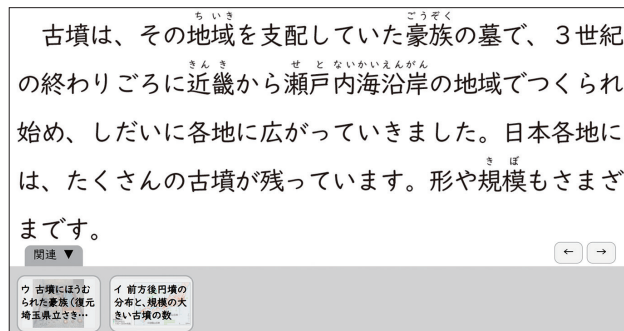 古墳は、その地域を支配していた豪族の墓で、３世紀
の終わりごろに近畿から瀬戸内海沿岸の地域でつくられ
始め、しだいに各地に広がっていきました。日本各地に
は、たくさんの古墳が残っています。形や規模もさまざ
まです。
関連 ▼
← →
ウ 古墳にほうむ
られた豪族(復元
埼玉県立さき…
イ 前方後円墳の
分布と、規模の大
きい古墳の数